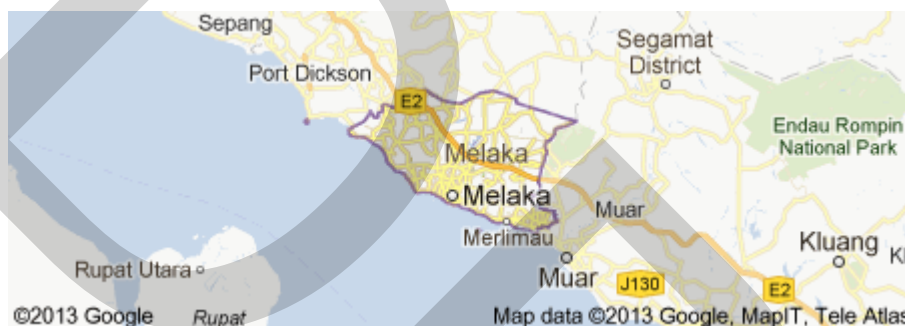 Sepang
Segamat
District
Port Dickson
E2
Endau Rompin
National Park
Melaka
Melaka
Muar
Merlimau
Kluang
Rupat Utara
Muar
J130
E2
©2013 Google
Rupat
Map data ©2013 Google, MapIT, Tele Atlas